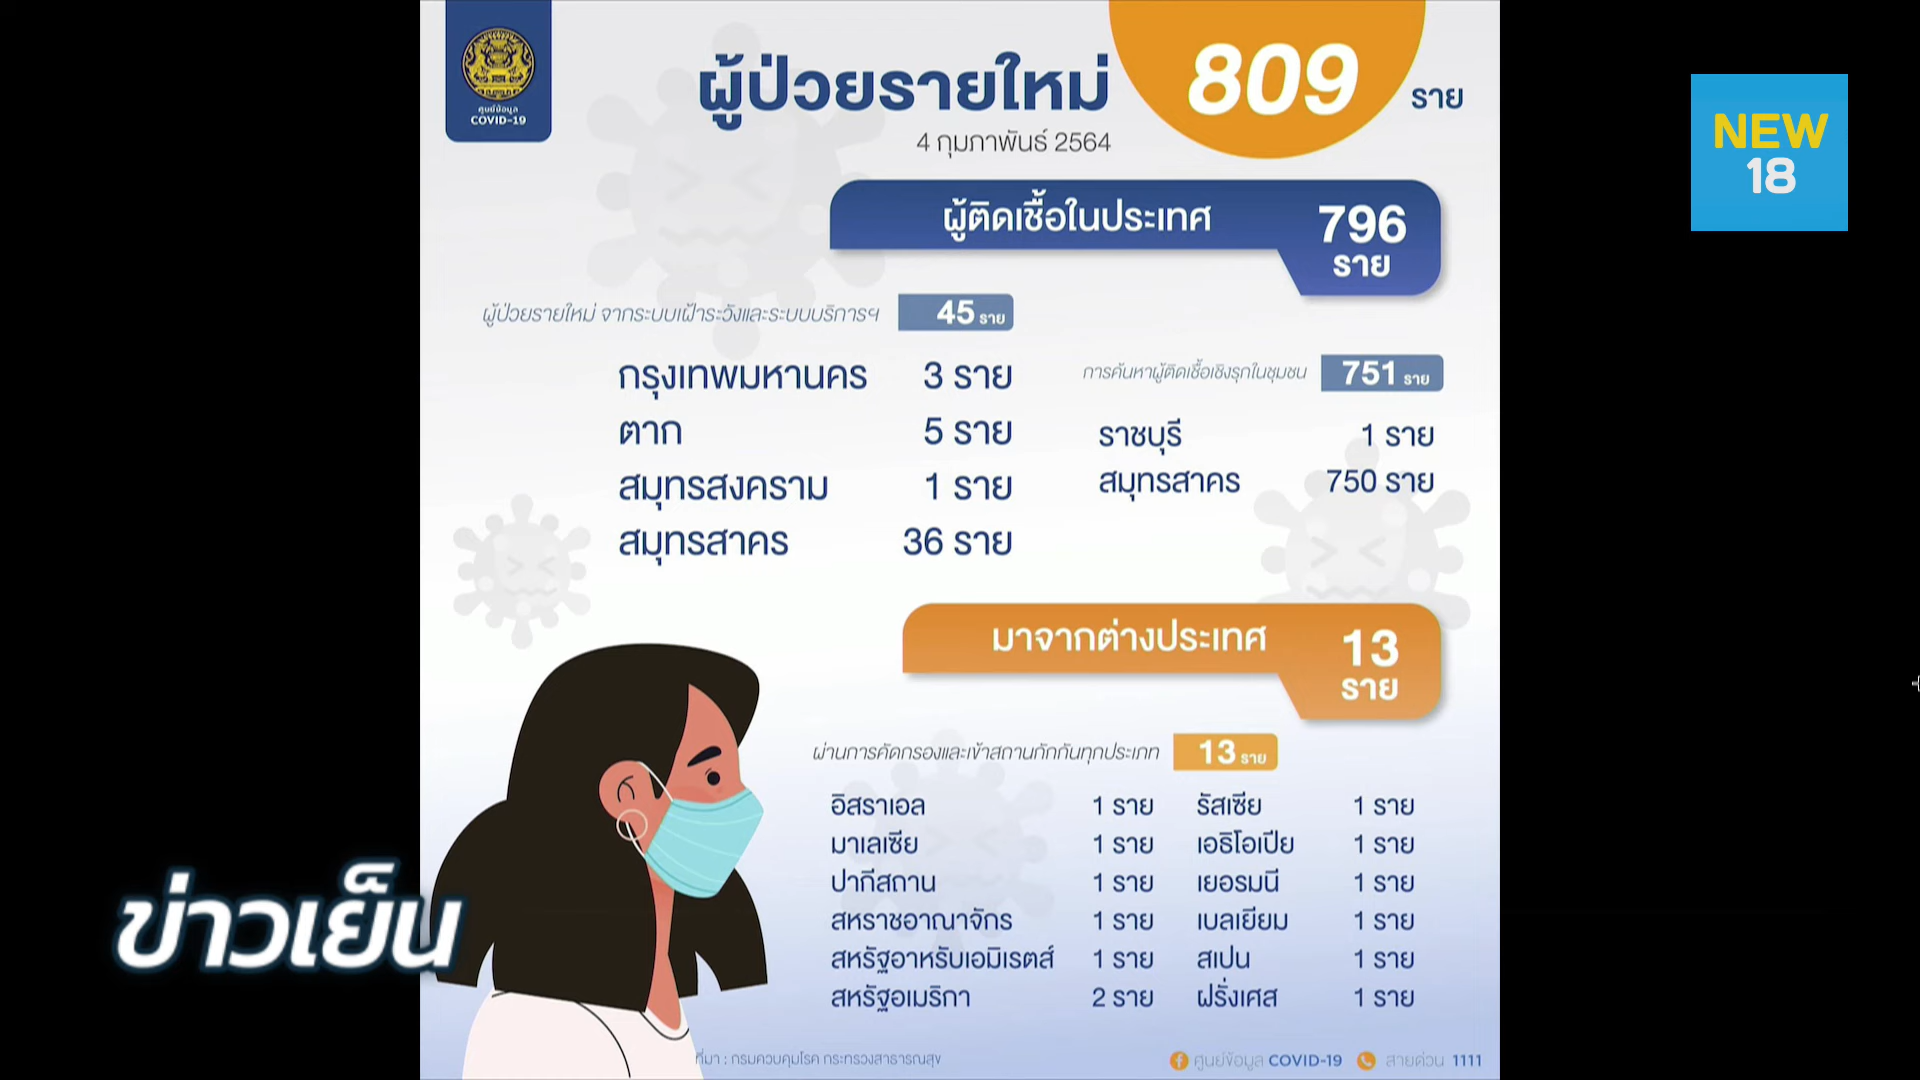 ศูนย์ข้อมูล
COVID-19
ผู้ป่วยรายใหม่ 809 ราย
4 กุมภาพันธ์ 2564
NEW
18
ผู้ติดเชื้อในประเทศ 796 ราย
ผู้ป่วยรายใหม่ จากระบบเฝ้าระวังและระบบบริการฯ 45 ราย
กรุงเทพมหานคร 3 ราย
ตาก 5 ราย
สมุทรสงคราม 1 ราย
สมุทรสาคร 36 ราย
การค้นหาผู้ติดเชื้อเชิงรุกในชุมชน 751 ราย
ราชบุรี 1 ราย
สมุทรสาคร 750 ราย
มาจากต่างประเทศ 13 ราย
ผ่านการคัดกรองและเข้าสถานกักกันทุกประเภท 13 ราย
อิสราเอล 1 ราย รัสเซีย 1 ราย
มาเลเซีย 1 ราย เอธิโอเปีย 1 ราย
ปากีสถาน 1 ราย เยอรมนี 1 ราย
สหราชอาณาจักร 1 ราย เบลเยียม 1 ราย
สหรัฐอาหรับเอมิเรตส์ 1 ราย สเปน 1 ราย
สหรัฐอเมริกา 2 ราย ฝรั่งเศส 1 ราย
ข่าวเย็น
ที่มา : กรมควบคุมโรค กระทรวงสาธารณสุข
ศูนย์ข้อมูล COVID-19 สายด่วน 1111